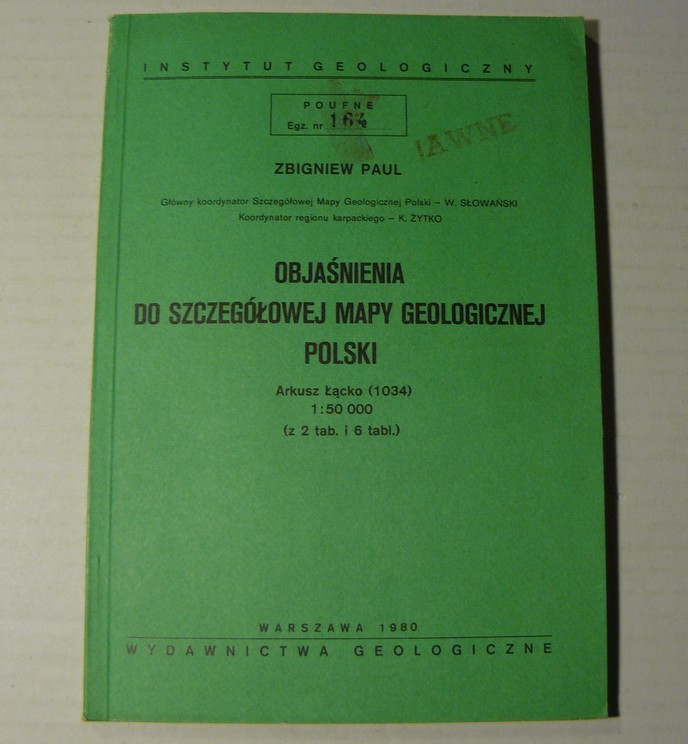 INSTYTUT GEOLOGICZNY
POUFNE
Egz. nr 164
JAWNE
ZBIGNIEW PAUL
Główny koordynator Szczegółowej Mapy Geologicznej Polski – W. SŁOWAŃSKI
Koordynator regionu karpackiego – K. ŻYTKO
OBJAŚNIENIA
DO SZCZEGÓŁOWEJ MAPY GEOLOGICZNEJ
POLSKI
Arkusz Łącko (1034)
1:50 000
(z 2 tab. i 6 tabl.)
WARSZAWA 1980
WYDAWNICTWA GEOLOGICZNE